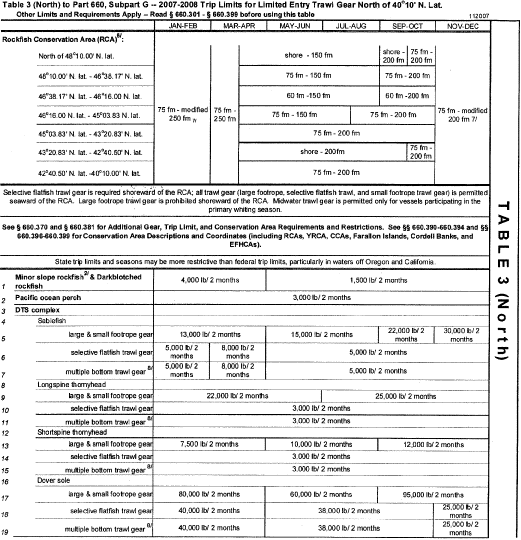 Table 3 (North) to Part 660, Subpart G -- 2007-2008 Trip Limits for Limited Entry Trawl Gear North of 40°10' N. Lat.
Other Limits and Requirements Apply -- Read § 660.301 - § 660.399 before using this table
112007
JAN-FEB MAR-APR MAY-JUN JUL-AUG SEP-OCT NOV-DEC
Rockfish Conservation Area (RCA)6/:
North of 48°10.00' N. lat. shore - 150 fm shore - 200 fm 75 fm - 200 fm
48°10.00' N. lat. - 46°38.17' N. lat. 75 fm - 150 fm 75 fm - 200 fm
46°38.17' N. lat. - 46°16.00 N. lat. 60 fm -150 fm 60 fm -200 fm
46°16.00 N. lat. - 45°03.83 N. lat. 75 fm - modified 250 fm 7/ 75 fm - 250 fm 75 fm - 150 fm 75 fm - 200 fm 75 fm - modified 200 fm 7/
45°03.83' N. lat. - 43°20.83' N. lat. 75 fm - 200 fm
43°20.83' N. lat. - 42°40.50' N. lat. shore - 200fm 75 fm - 200 fm
42°40.50' N. lat. -40°10.00' N. lat. 75 fm - 200 fm
Selective flatfish trawl gear is required shoreward of the RCA; all trawl gear (large footrope, selective flatfish trawl, and small footrope trawl gear) is permitted
seaward of the RCA. Large footrope trawl gear is prohibited shoreward of the RCA. Midwater trawl gear is permitted only for vessels participating in the
primary whiting season.
See § 660.370 and § 660.381 for Additional Gear, Trip Limit, and Conservation Area Requirements and Restrictions. See §§ 660.390-660.394 and §§
660.396-660.399 for Conservation Area Descriptions and Coordinates (including RCAs, YRCA, CCAs, Farallon Islands, Cordell Banks, and
EFHCAs).
State trip limits and seasons may be more restrictive than federal trip limits, particularly in waters off Oregon and California.
1 Minor slope rockfish2/ & Darkblotched rockfish 4,000 lb/ 2 months 1,500 lb/ 2 months
2 Pacific ocean perch 3,000 lb/ 2 months
3 DTS complex
4 Sablefish
5 large & small footrope gear 13,000 lb/ 2 months 15,000 lb/ 2 months 22,000 lb/ 2 months 30,000 lb/ 2 months
6 selective flatfish trawl gear 5,000 lb/ 2 months 8,000 lb/ 2 months 5,000 lb/ 2 months
7 multiple bottom trawl gear 8/ 5,000 lb/ 2 months 8,000 lb/ 2 months 5,000 lb/ 2 months
8 Longspine thornyhead
9 large & small footrope gear 22,000 lb/ 2 months 25,000 lb/ 2 months
10 selective flatfish trawl gear 3,000 lb/ 2 months
11 multiple bottom trawl gear 8/ 3,000 lb/ 2 months
12 Shortspine thornyhead
13 large & small footrope gear 7,500 lb/ 2 months 10,000 lb/ 2 months 12,000 lb/ 2 months
14 selective flatfish trawl gear 3,000 lb/ 2 months
15 multiple bottom trawl gear 8/ 3,000 lb/ 2 months
16 Dover sole
17 large & small footrope gear 80,000 lb/ 2 months 60,000 lb/ 2 months 95,000 lb/ 2 months
18 selective flatfish trawl gear 40,000 lb/ 2 months 38,000 lb/ 2 months 25,000 lb/ 2 months
19 multiple bottom trawl gear 8/ 40,000 lb/ 2 months 38,000 lb/ 2 months 25,000 lb/ 2 months
TABLE 3 (North)